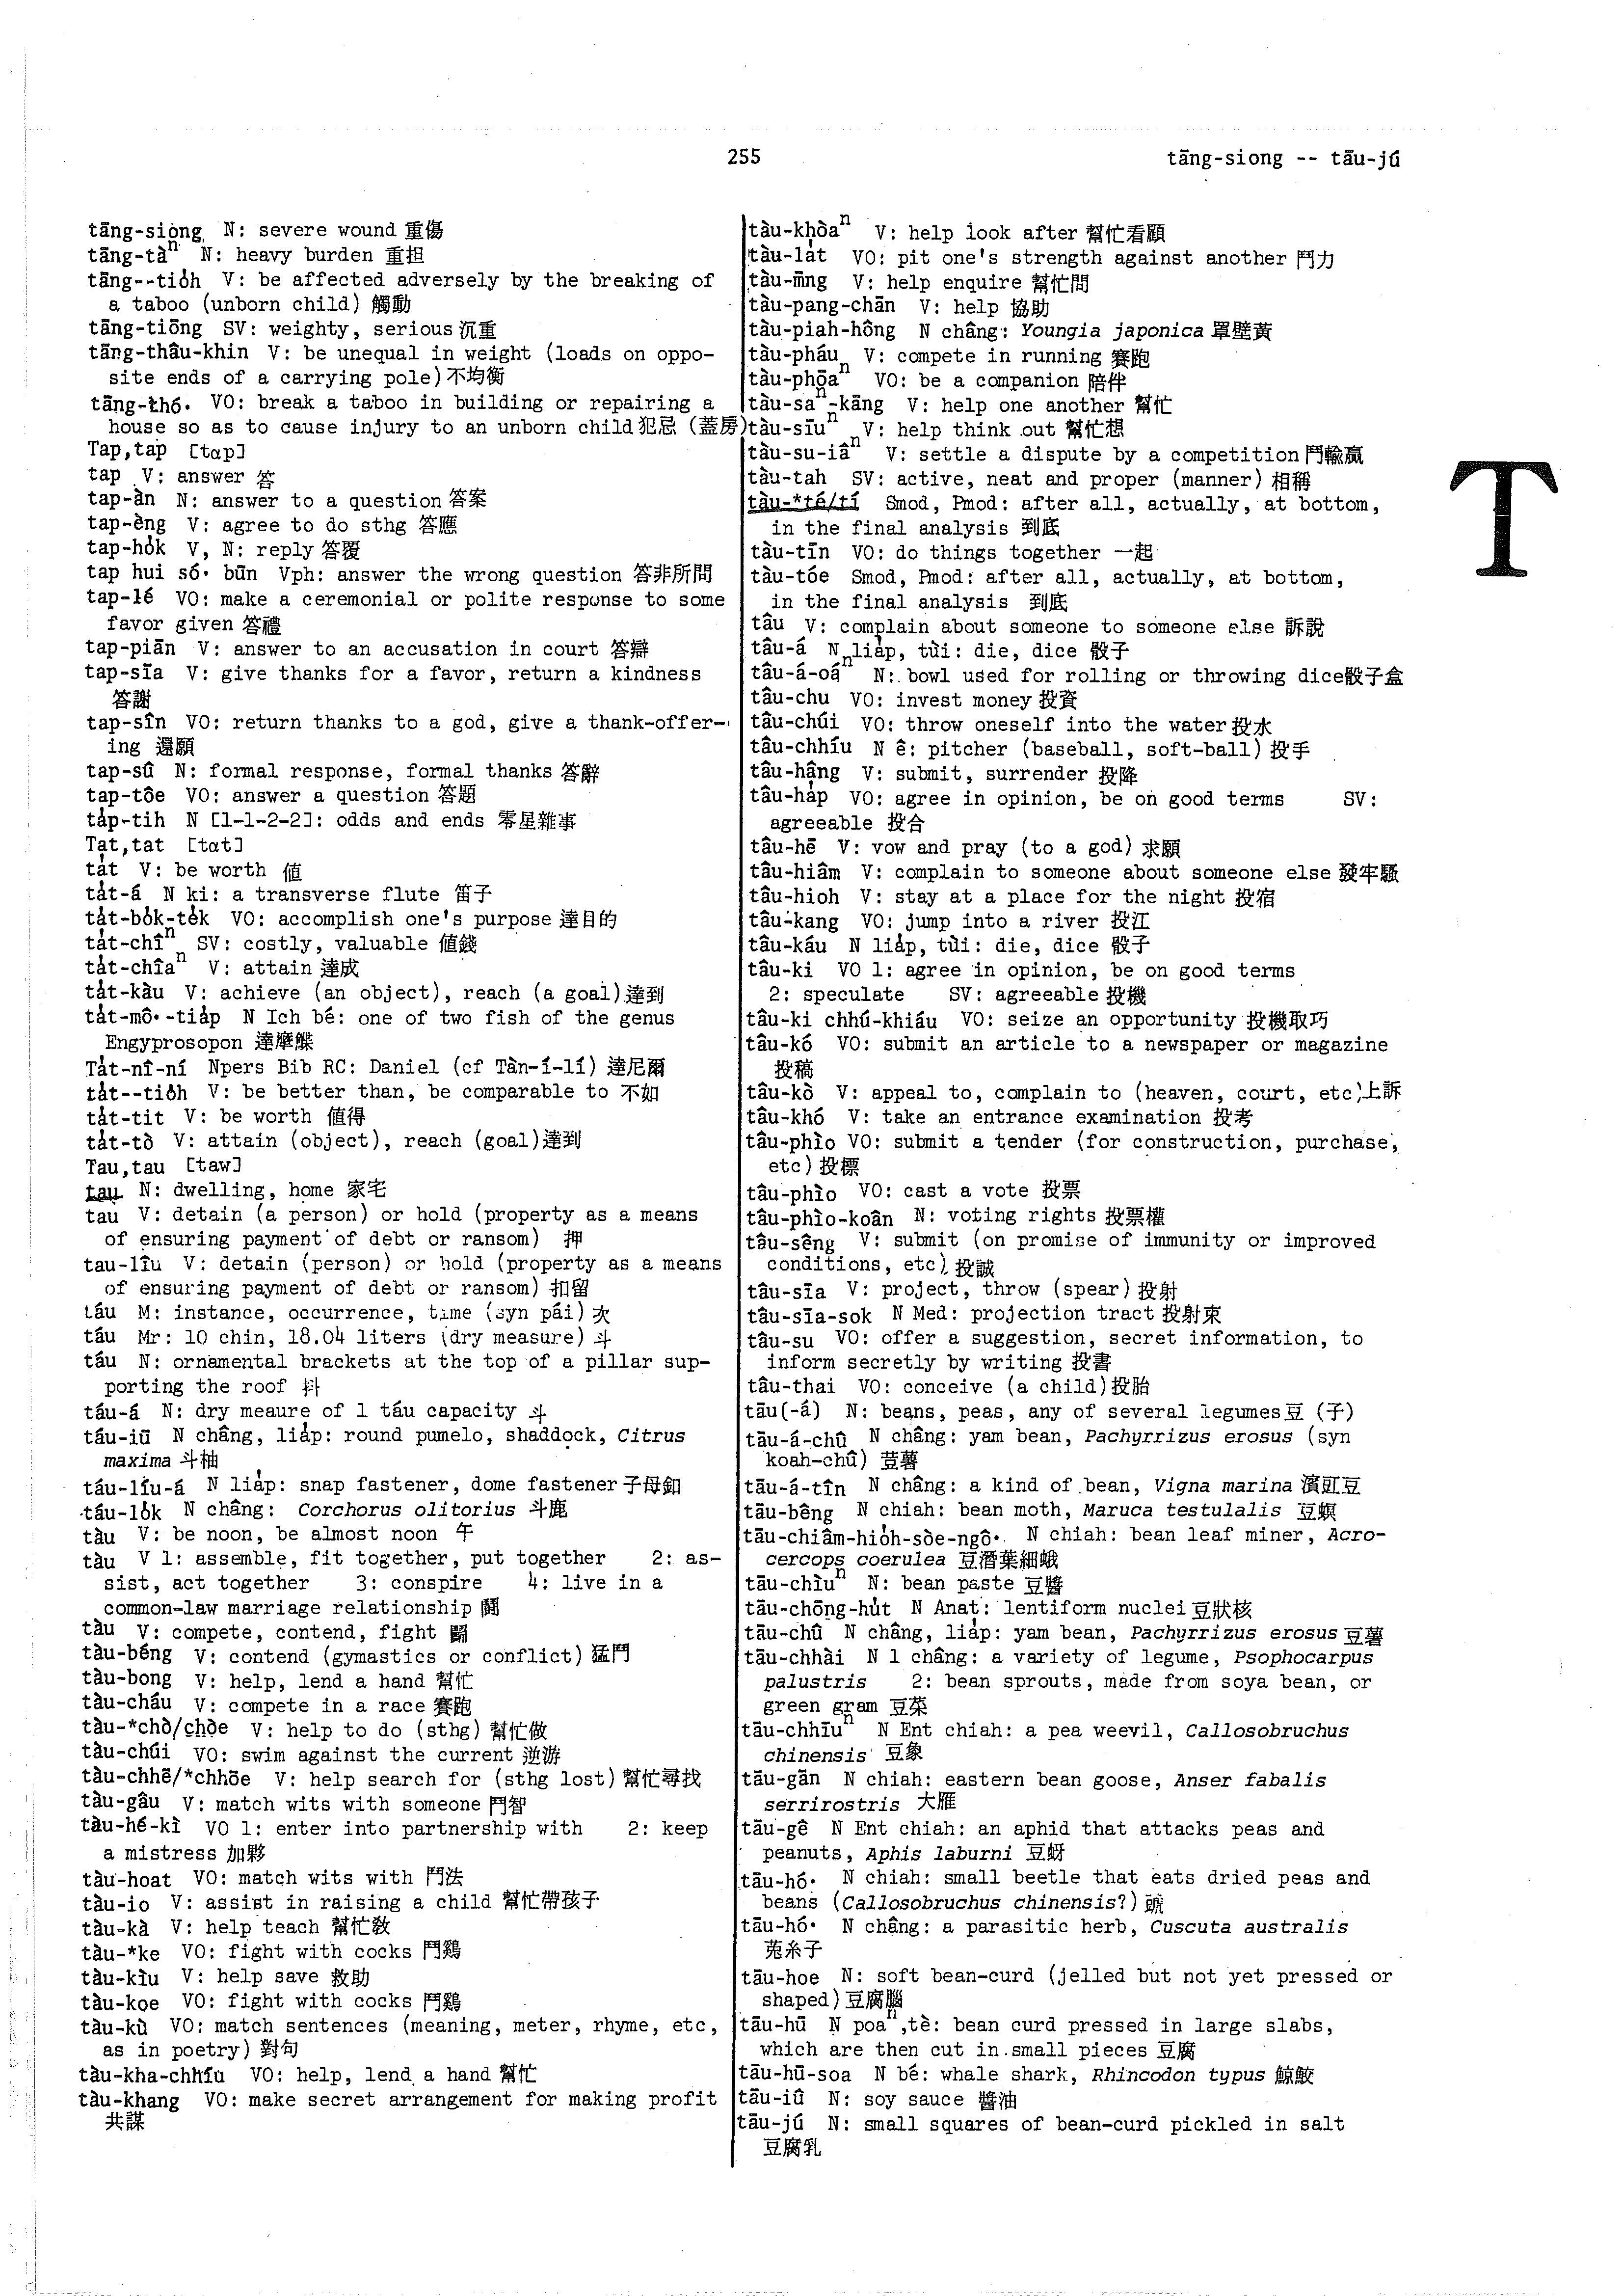 255
tāng-siong -- tāu-jú
tāng-siong N: severe wound 重傷
tāng-tàⁿ N: heavy burden 重担
tāng--tio̍h V: be affected adversely by the breaking of
a taboo (unborn child) 觸動
tāng-tiōng SV: weighty, serious 沉重
tāng-thâu-khin V: be unequal in weight (loads on oppo-
site ends of a carrying pole) 不均衡
tāng-thó͘ VO: break a taboo in building or repairing a
house so as to cause injury to an unborn child 犯忌 (蓋房)
Tap,tap [tap]
tap V: answer 答
tap-àn N: answer to a question 答案
tap-èng V: agree to do sthg 答應
tap-ho̍k V, N: reply 答覆
tap hui só͘ būn Vph: answer the wrong question 答非所問
tap-lé VO: make a ceremonial or polite response to some
favor given 答禮
tap-piān V: answer to an accusation in court 答辯
tap-sīa V: give thanks for a favor, return a kindness
答謝
tap-sîn VO: return thanks to a god, give a thank-offer-
ing 還願
tap-sû N: formal response, formal thanks 答辭
tap-tôe VO: answer a question 答題
ta̍p-tih N [1-1-2-2]: odds and ends 零星雜事
Tat,tat [tat]
ta̍t V: be worth 值
ta̍t-á N ki: a transverse flute 笛子
ta̍t-bo̍k-te̍k VO: accomplish one's purpose 達目的
ta̍t-chîⁿ SV: costly, valuable 值錢
ta̍t-chîaⁿ V: attain 達成
ta̍t-kàu V: achieve (an object), reach (a goal) 達到
ta̍t-mô͘-tia̍p N Ich bé: one of two fish of the genus
Engyprosopon 達摩鰈
Ta̍t-nî-ní Npers Bib RC: Daniel (cf Tàn-í-lí) 達尼爾
ta̍t--tio̍h V: be better than, be comparable to 不如
ta̍t-tit V: be worth 值得
ta̍t-tò V: attain (object), reach (goal) 達到
Tau,tau [taw]
tau N: dwelling, home 家宅
tau V: detain (a person) or hold (property as a means
of ensuring payment of debt or ransom) 押
tau-lîu V: detain (person) or hold (property as a means
of ensuring payment of debt or ransom) 扣留
táu M: instance, occurrence, time (syn pái) 次
táu Mr: 10 chin, 18.04 liters (dry measure) 斗
táu N: ornamental brackets at the top of a pillar sup-
porting the roof
táu-á N: dry meaure of 1 táu capacity 斗
táu-iū N châng, lia̍p: round pumelo, shaddock, Citrus
maxima 斗柚
táu-líu-á N lia̍p: snap fastener, dome fastener 子母釦
táu-lo̍k N châng: Corchorus olitorius 斗鹿
tàu V: be noon, be almost noon 午
tàu V 1: assemble, fit together, put together 2: as-
sist, act together 3: conspire 4: live in a
common-law marriage relationship 鬪
tàu V: compete, contend, fight 鬪
tàu-béng V: contend (gymastics or conflict) 猛鬥
tàu-bong V: help, lend a hand 幫忙
tàu-cháu V: compete in a race 賽跑
tàu-*chò/chòe V: help to do (sthg) 幫忙做
tàu-chúi VO: swim against the current 逆游
tàu-chhē/*chhōe V: help search for (sthg lost) 幫忙尋找
tàu-gâu V: match wits with someone 鬥智
tàu-hé-kì VO 1: enter into partnership with 2: keep
a mistress 加夥
tàu-hoat VO: match wits with 鬥法
tàu-io V: assist in raising a child 幫忙帶孩子
tàu-kà V: help teach 幫忙教
tàu-*ke VO: fight with cocks 鬥鷄
tàu-kìu V: help save 救助
tàu-koe VO: fight with cocks 鬥鷄
tàu-kù VO: match sentences (meaning, meter, rhyme, etc,
as in poetry) 對句
tàu-kha-chhíu VO: help, lend a hand 幫忙
tàu-khang VO: make secret arrangement for making profit
共謀
tàu-khòaⁿ V: help look after 幫忙看顧
tàu-la̍t VO: pit one's strength against another 鬥力
tàu-mn̄g V: help enquire 幫忙問
tàu-pang-chān V: help 協助
tàu-piah-hông N châng: Youngia japonica 罩壁黃
tàu-pháu V: compete in running 賽跑
tàu-phōaⁿ VO: be a companion 陪伴
tàu-saⁿ-kāng V: help one another 幫忙
tàu-sīuⁿ V: help think out 幫忙想
tàu-su-iâⁿ V: settle a dispute by a competition 鬥輸贏
tàu-tah SV: active, neat and proper (manner) 相稱
tàu-*té/tí Smod, Pmod: after all, actually, at bottom,
in the final analysis 到底
tàu-tīn VO: do things together 一起
tàu-tóe Smod, Pmod: after all, actually, at bottom,
in the final analysis 到底
tâu V: complain about someone to someone else 訴說
tâu-á N lia̍p, tùi: die, dice 骰子
tâu-á-oáⁿ N: bowl used for rolling or throwing dice 骰子盒
tâu-chu VO: invest money 投資
tâu-chúi VO: throw oneself into the water 投水
tâu-chhíu N ê: pitcher (baseball, soft-ball) 投手
tâu-hâng V: submit, surrender 投降
tâu-ha̍p VO: agree in opinion, be on good terms SV:
agreeable 投合
tâu-hē V: vow and pray (to a god) 求願
tâu-hiâm V: complain to someone about someone else 發牢騷
tâu-hioh V: stay at a place for the night 投宿
tâu-kang VO: jump into a river 投江
tâu-káu N lia̍p, tùi: die, dice 骰子
tâu-ki VO 1: agree in opinion, be on good terms
2: speculate SV: agreeable 投機
tâu-ki chhú-khiáu VO: seize an opportunity 投機取巧
tâu-kó VO: submit an article to a newspaper or magazine
投稿
tâu-kò V: appeal to, complain to (heaven, court, etc) 上訴
tâu-khó V: take an entrance examination 投考
tâu-phio VO: submit a tender (for construction, purchase,
etc) 投標
tâu-phìo VO: cast a vote 投票
tâu-phìo-koân N: voting rights 投票權
tâu-sêng V: submit (on promise of immunity or improved
conditions, etc) 投誠
tâu-sīa V: project, throw (spear) 投射
tâu-sīa-sok N Med: projection tract 投射束
tâu-su VO: offer a suggestion, secret information, to
inform secretly by writing 投書
tâu-thai VO: conceive (a child) 投胎
tāu(-á) N: beans, peas, any of several legumes 豆 (子)
tāu-á-chû N châng: yam bean, Pachyrrizus erosus (syn
koah-chû) 荳薯
tāu-á-tîn N châng: a kind of bean, Vigna marina 濱豇豆
tāu-bêng N chiah: bean moth, Maruca testulalis 豆螟
tāu-chiâm-hio̍h-sòe-ngô͘ N chiah: bean leaf miner, Acro-
cercops coerulea 豆潛葉細蛾
tāu-chìuⁿ N: bean paste 豆醬
tāu-chōng-hu̍t N Anat: lentiform nuclei 豆狀核
tāu-chû N châng, lia̍p: yam bean, Pachyrrizus erosus 豆薯
tāu-chhài N 1 châng: a variety of legume, Psophocarpus
palustris 2: bean sprouts, made from soya bean, or
green gram 豆菜
tāu-chhīuⁿ N Ent chiah: a pea weevil, Callosobruchus
chinensis 豆象
tāu-gān N chiah: eastern bean goose, Anser fabalis
serrirostris 大雁
tāu-gê N Ent chiah: an aphid that attacks peas and
peanuts, Aphis laburni 豆蚜
tāu-hó͘ N chiah: small beetle that eats dried peas and
beans (Callosobruchus chinensis?)
tāu-hó͘ N châng: a parasitic herb, Cuscuta australis
菟糸子
tāu-hoe N: soft bean-curd (jelled but not yet pressed or
shaped) 豆腐腦
tāu-hū N poaⁿ,tè: bean curd pressed in large slabs,
which are then cut in small pieces 豆腐
tāu-hū-soa N bé: whale shark, Rhincodon typus 鯨鮫
tāu-iû N: soy sauce 醬油
tāu-jú N: small squares of bean-curd pickled in salt
豆腐乳
T